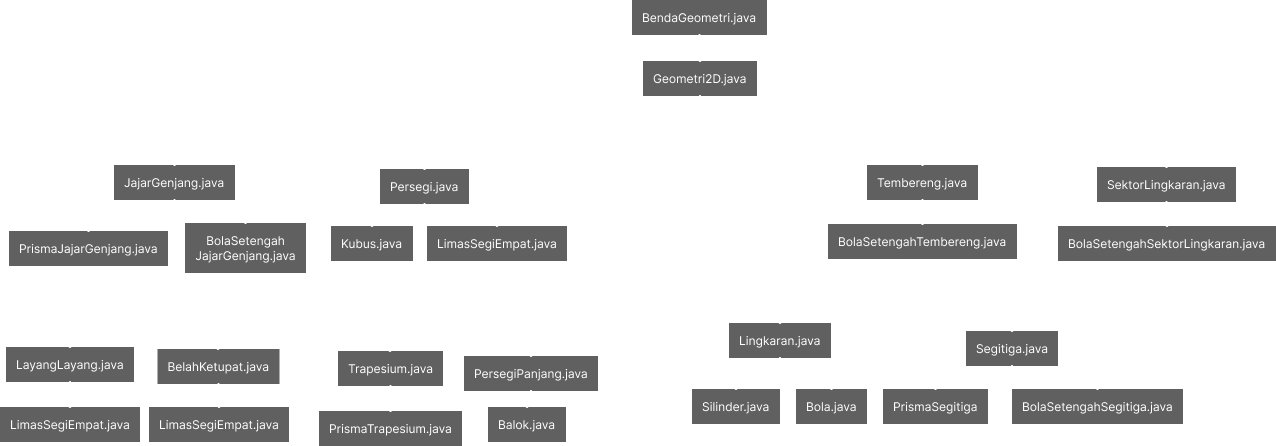 BendaGeometri.java
Geometri2D.java
JajarGenjang.java
Persegi.java
Tembereng.java
SektorLingkaran.java
PrismaJajarGenjang.java
BolaSetengah
JajarGenjang.java
Kubus.java
LimasSegiEmpat.java
BolaSetengahTembereng.java
BolaSetengahSektorLingkaran.java
LayangLayang.java
BelahKetupat.java
Trapesium.java
PersegiPanjang.java
Lingkaran.java
Segitiga.java
LimasSegiEmpat.java
LimasSegiEmpat.java
PrismaTrapesium.java
Balok.java
Silinder.java
Bola.java
PrismaSegitiga
BolaSetengahSegitiga.java